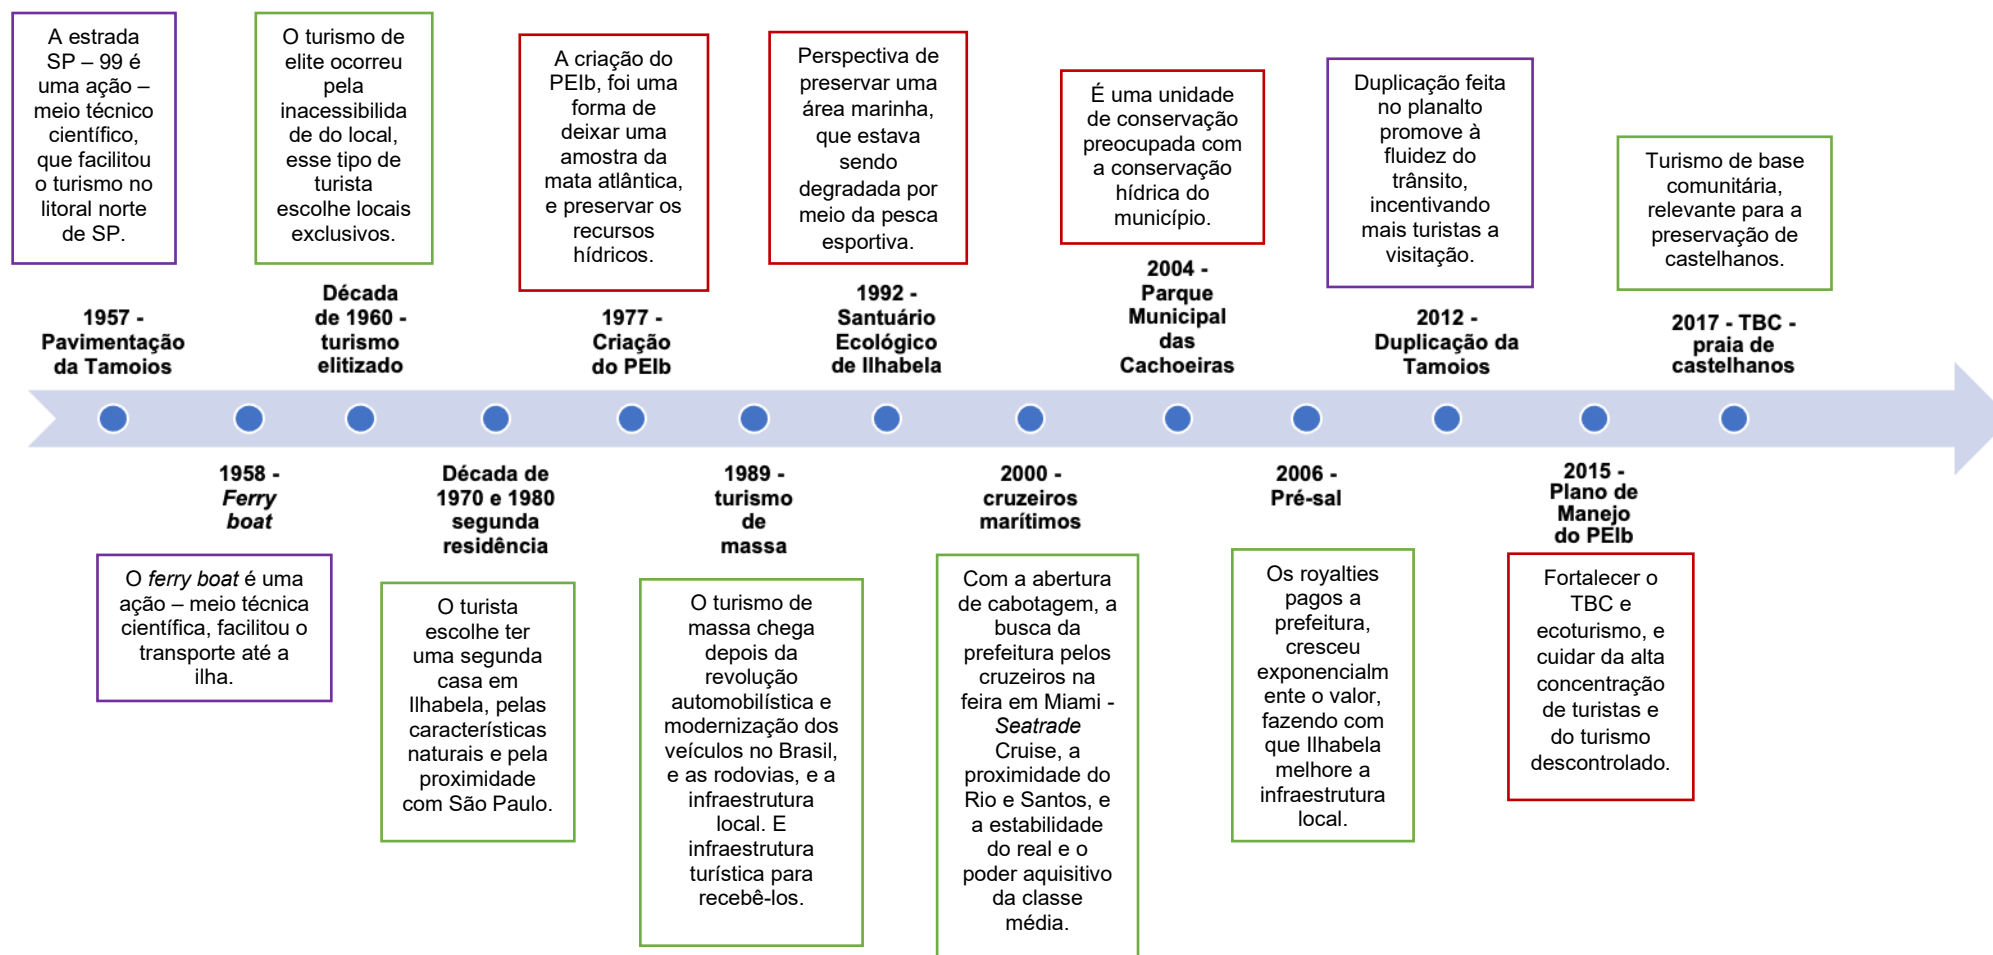 A estrada
SP – 99 é
uma ação –
meio técnico
científico,
que facilitou
o turismo no
litoral norte
de SP.
1957 -
Pavimentação
da Tamoios
O turismo de
elite ocorreu
pela
inacessibilida
de do local,
esse tipo de
turista
escolhe locais
exclusivos.
Década
de 1960 -
turismo
elitizado
A criação do
PEIb, foi uma
forma de
deixar uma
amostra da
mata atlântica,
e preservar os
recursos
hídricos.
1977 -
Criação
do PEIb
Perspectiva de
preservar uma
área marinha,
que estava
sendo
degradada por
meio da pesca
esportiva.
1992 -
Santuário
Ecológico
de Ilhabela
É uma unidade
de conservação
preocupada com
a conservação
hídrica do
município.
2004 -
Parque
Municipal
das
Cachoeiras
Duplicação feita
no planalto
promove à
fluidez do
trânsito,
incentivando
mais turistas a
visitação.
2012 -
Duplicação da
Tamoios
Turismo de base
comunitária,
relevante para a
preservação de
castelhanos.
2017 - TBC -
praia de
castelhanos
1958 -
Ferry
boat
O ferry boat é uma
ação – meio técnica
científica, facilitou o
transporte até a
ilha.
Década de
1970 e 1980
segunda
residência
O turista
escolhe ter
uma segunda
casa em
Ilhabela, pelas
características
naturais e pela
proximidade
com São Paulo.
1989 -
turismo
de
massa
O turismo de
massa chega
depois da
revolução
automobilística e
modernização dos
veículos no Brasil,
e as rodovias, e a
infraestrutura
local. E
infraestrutura
turística para
recebê-los.
2000 -
cruzeiros
marítimos
Com a abertura
de cabotagem, a
busca da
prefeitura pelos
cruzeiros na
feira em Miami -
Seatrade
Cruise, a
proximidade do
Rio e Santos, e
a estabilidade
do real e o
poder aquisitivo
da classe
média.
2006 -
Pré-sal
Os royalties
pagos a
prefeitura,
cresceu
exponencialm
ente o valor,
fazendo com
que Ilhabela
melhore a
infraestrutura
local.
2015 -
Plano de
Manejo
do PEIb
Fortalecer o
TBC e
ecoturismo, e
cuidar da alta
concentração
de turistas e
do turismo
descontrolado.